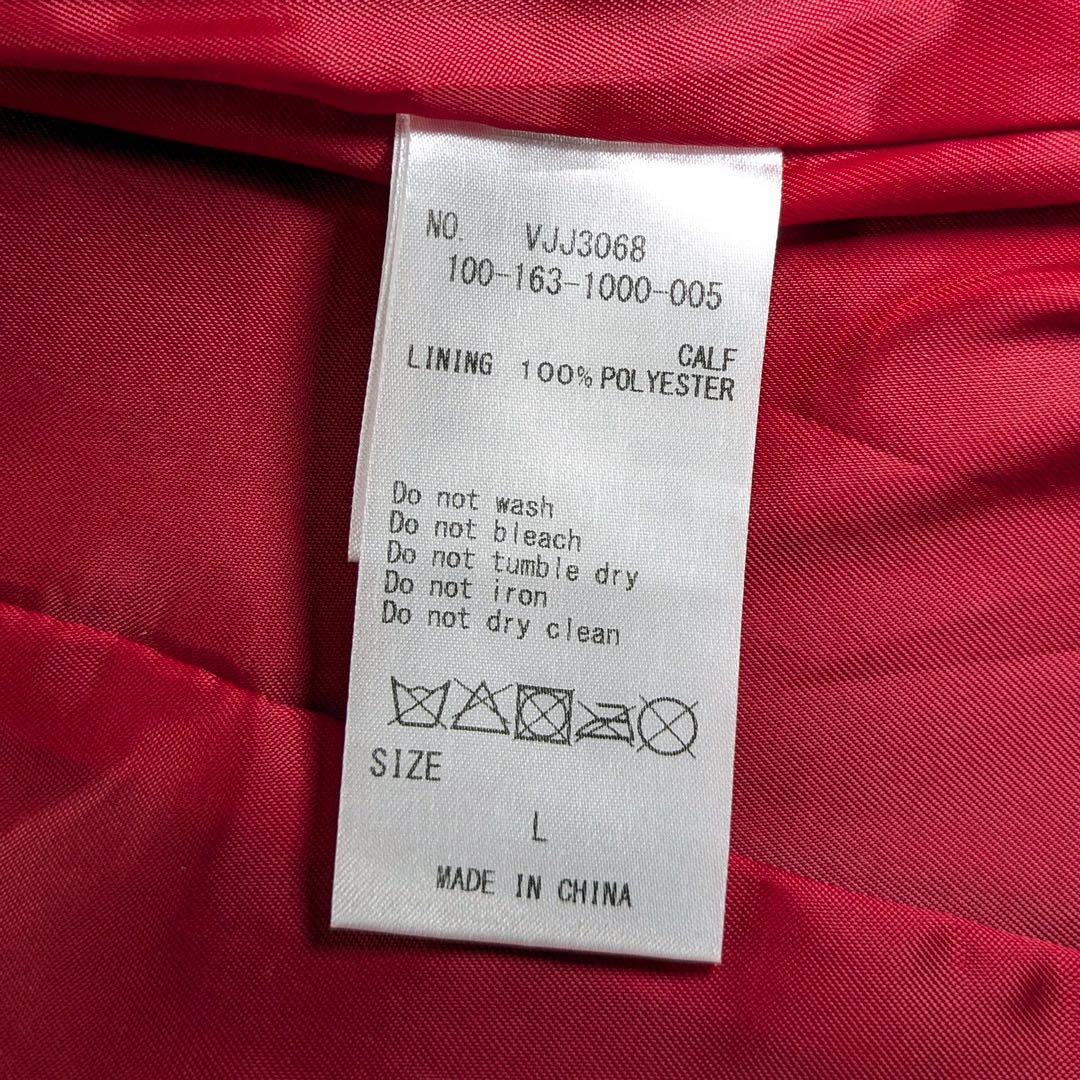 NO. VJJ3068
100-163-1000-005
CALF
LINING 100% POLYESTER
Do not wash
Do not bleach
Do not tumble dry
Do not iron
Do not dry clean
SIZE
L
MADE IN CHINA